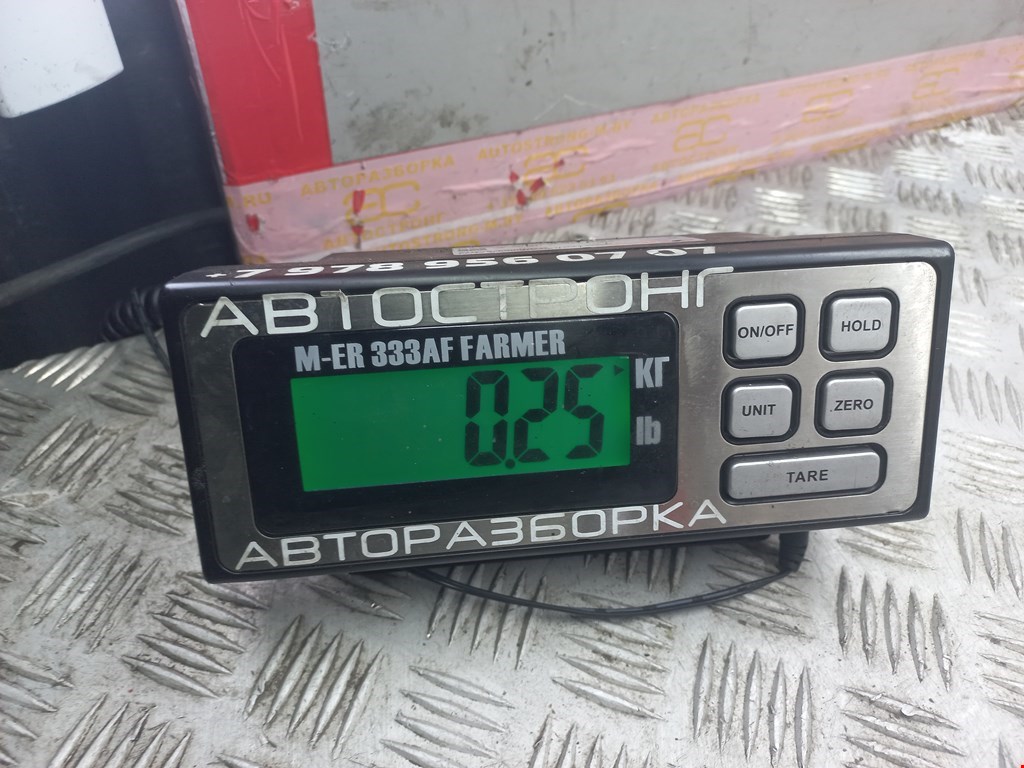 АВТОРАЗБОРКА
+7 978 956 07 07
АВТОСТРОНГ
M-ER 333AF FARMER
0.25 КГ
lb
ON/OFF
HOLD
UNIT
ZERO
TARE
АВТОРАЗБОРКА